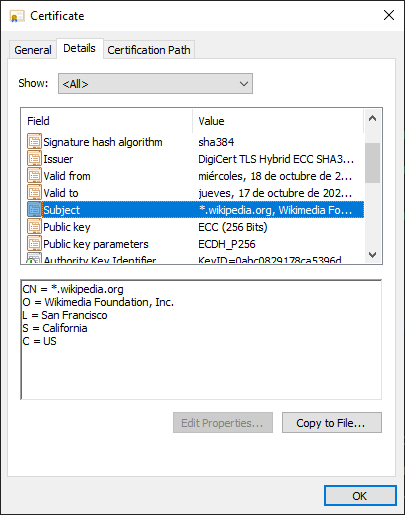 Certificate
General Details Certification Path
Show: <All>
Field Value
Signature hash algorithm sha384
Issuer DigiCert TLS Hybrid ECC SHA3...
Valid from miércoles, 18 de octubre de 2...
Valid to jueves, 17 de octubre de 202...
Subject *.wikipedia.org, Wikimedia Fo...
Public key ECC (256 Bits)
Public key parameters ECDH_P256
Authority Key Identifier KeyID=0abc0829178ca5396d
CN = *.wikipedia.org
O = Wikimedia Foundation, Inc.
L = San Francisco
S = California
C = US
Edit Properties... Copy to File...
OK